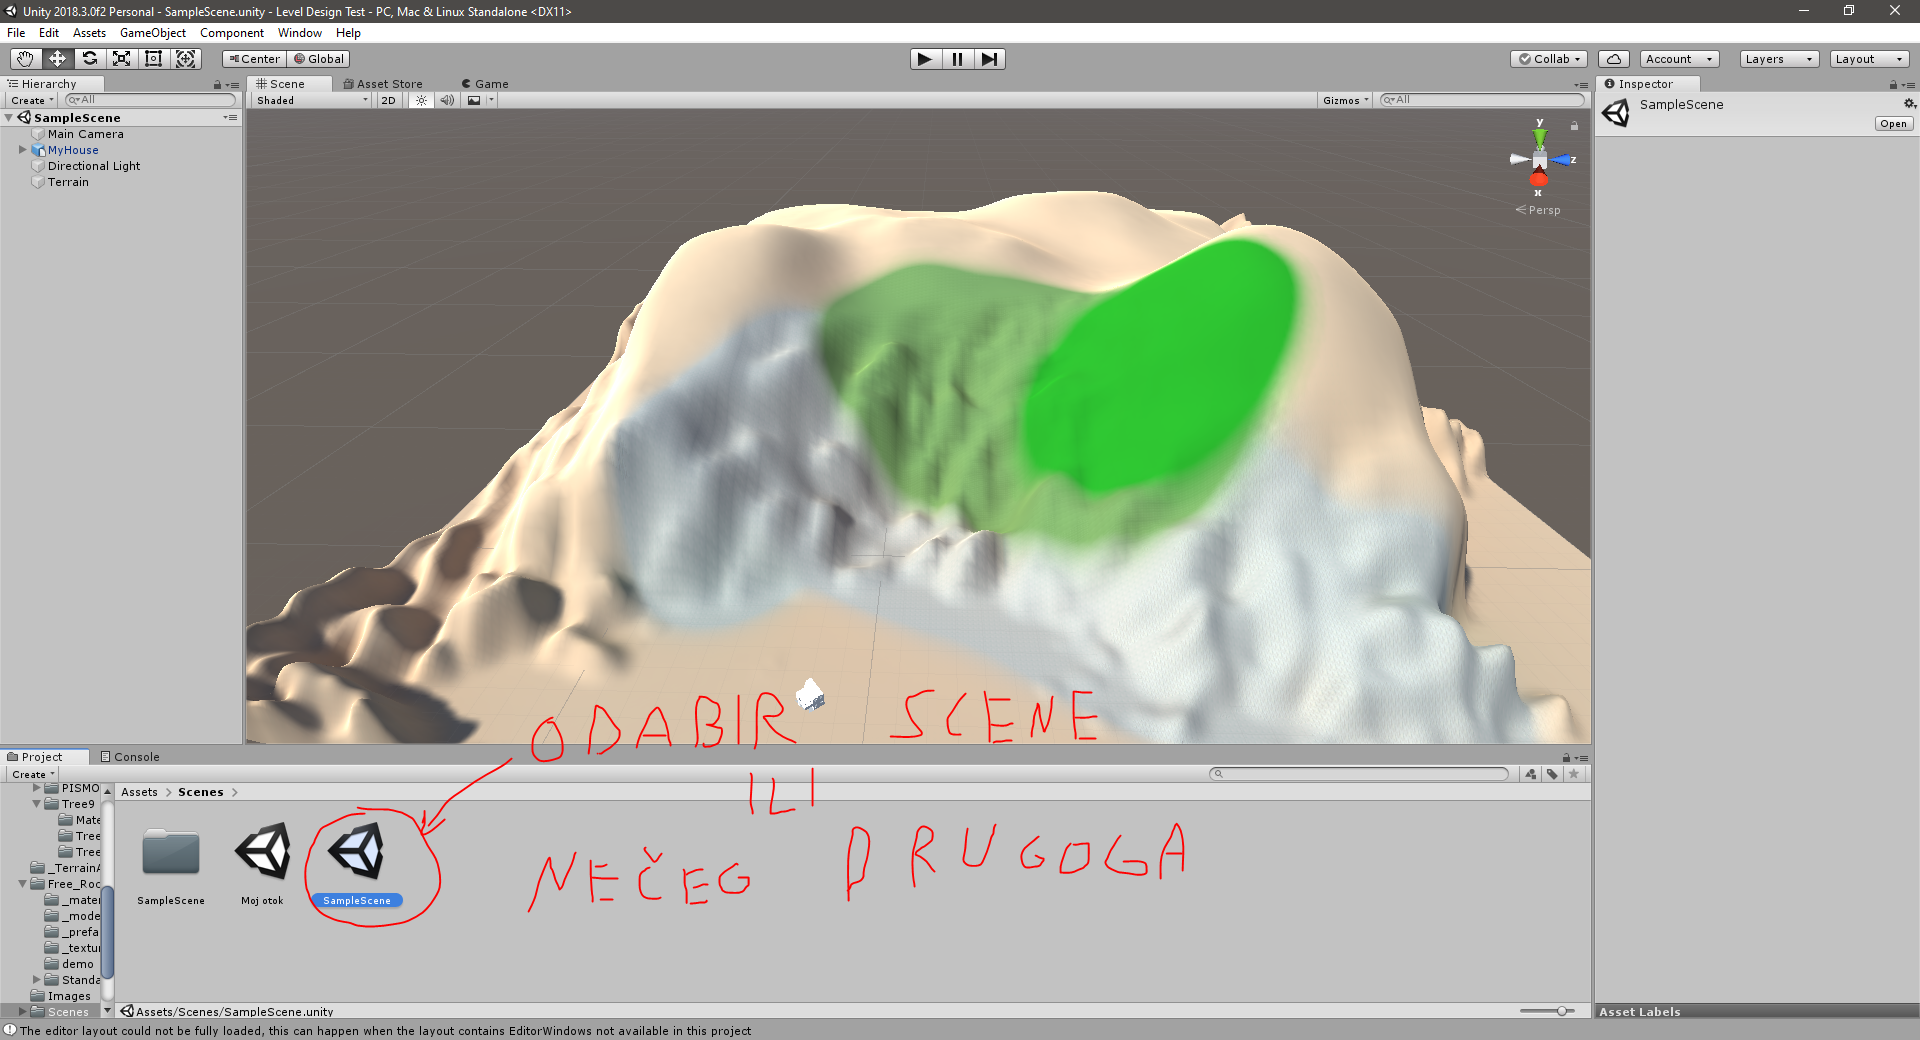 Unity 2018.3.0f2 Personal - SampleScene.unity - Level Design Test - PC, Mac & Linux Standalone <DX11>
File Edit Assets GameObject Component Window Help
Center Global Collab Account Layers Layout
Hierarchy
Create All
SampleScene
Main Camera
MyHouse
Directional Light
Terrain
Scene Asset Store Game
Shaded 2D Gizmos All
y
z
x
Persp
Inspector
SampleScene
Open
ODABIR SCENE
ILI
NEČEG DRUGOGA
Project Console
Create
PISMO
Tree9
Mate
Tree
Tree
_TerrainA
Free_Roc
_mater
_mode
_prefa
_textur
demo
Standa
Images
Scenes
Assets > Scenes >
SampleScene Moj otok SampleScene
Assets/Scenes/SampleScene.unity
Asset Labels
The editor layout could not be fully loaded, this can happen when the layout contains EditorWindows not available in this project